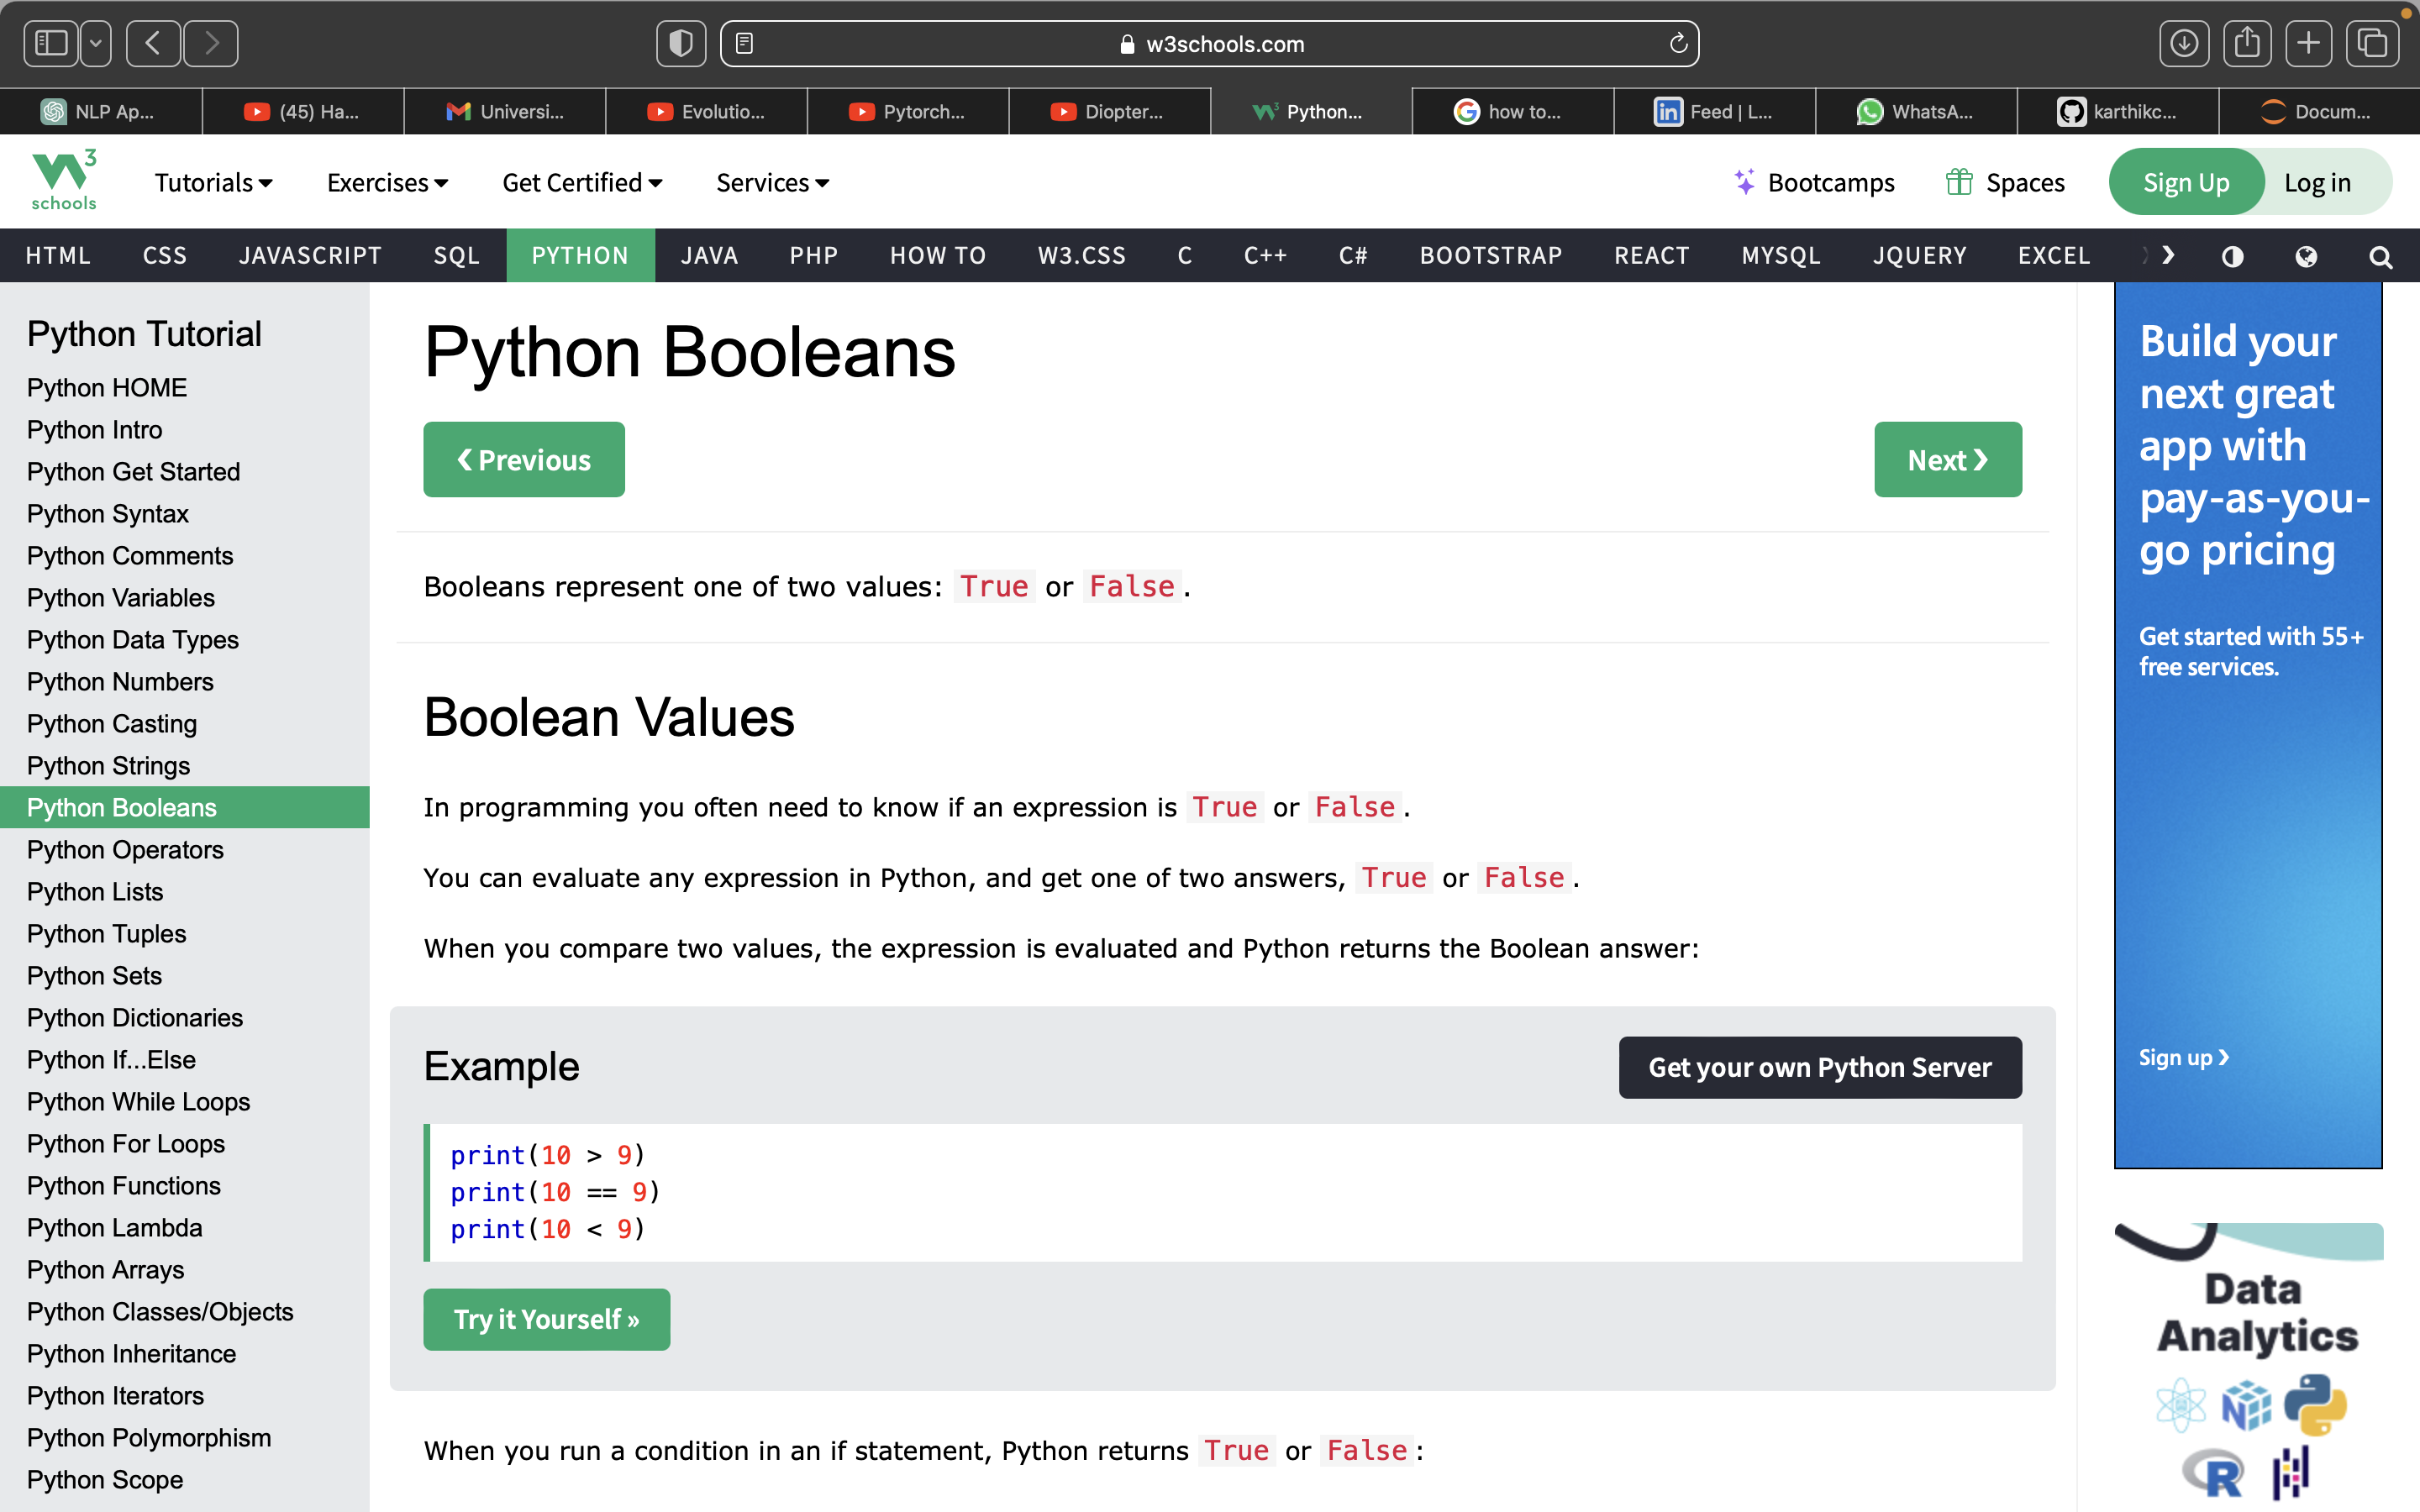 w3schools.com
NLP Ap...
(45) Ha...
Universi...
Evolutio...
Pytorch...
Diopter...
Python...
how to...
Feed | L...
WhatsA...
karthikc...
Docum...
W3 schools
Tutorials
Exercises
Get Certified
Services
Bootcamps
Spaces
Sign Up
Log in
HTML
CSS
JAVASCRIPT
SQL
PYTHON
JAVA
PHP
HOW TO
W3.CSS
C
C++
C#
BOOTSTRAP
REACT
MYSQL
JQUERY
EXCEL
Python Tutorial
Python HOME
Python Intro
Python Get Started
Python Syntax
Python Comments
Python Variables
Python Data Types
Python Numbers
Python Casting
Python Strings
Python Booleans
Python Operators
Python Lists
Python Tuples
Python Sets
Python Dictionaries
Python If...Else
Python While Loops
Python For Loops
Python Functions
Python Lambda
Python Arrays
Python Classes/Objects
Python Inheritance
Python Iterators
Python Polymorphism
Python Scope
Python Booleans
❮ Previous
Next ❯
Booleans represent one of two values: True or False.
Boolean Values
In programming you often need to know if an expression is True or False.
You can evaluate any expression in Python, and get one of two answers, True or False.
When you compare two values, the expression is evaluated and Python returns the Boolean answer:
Example
Get your own Python Server
print(10 > 9)
print(10 == 9)
print(10 < 9)
Try it Yourself »
When you run a condition in an if statement, Python returns True or False:
Build your
next great
app with
pay-as-you-
go pricing
Get started with 55+
free services.
Sign up ❯
Data
Analytics
N
R